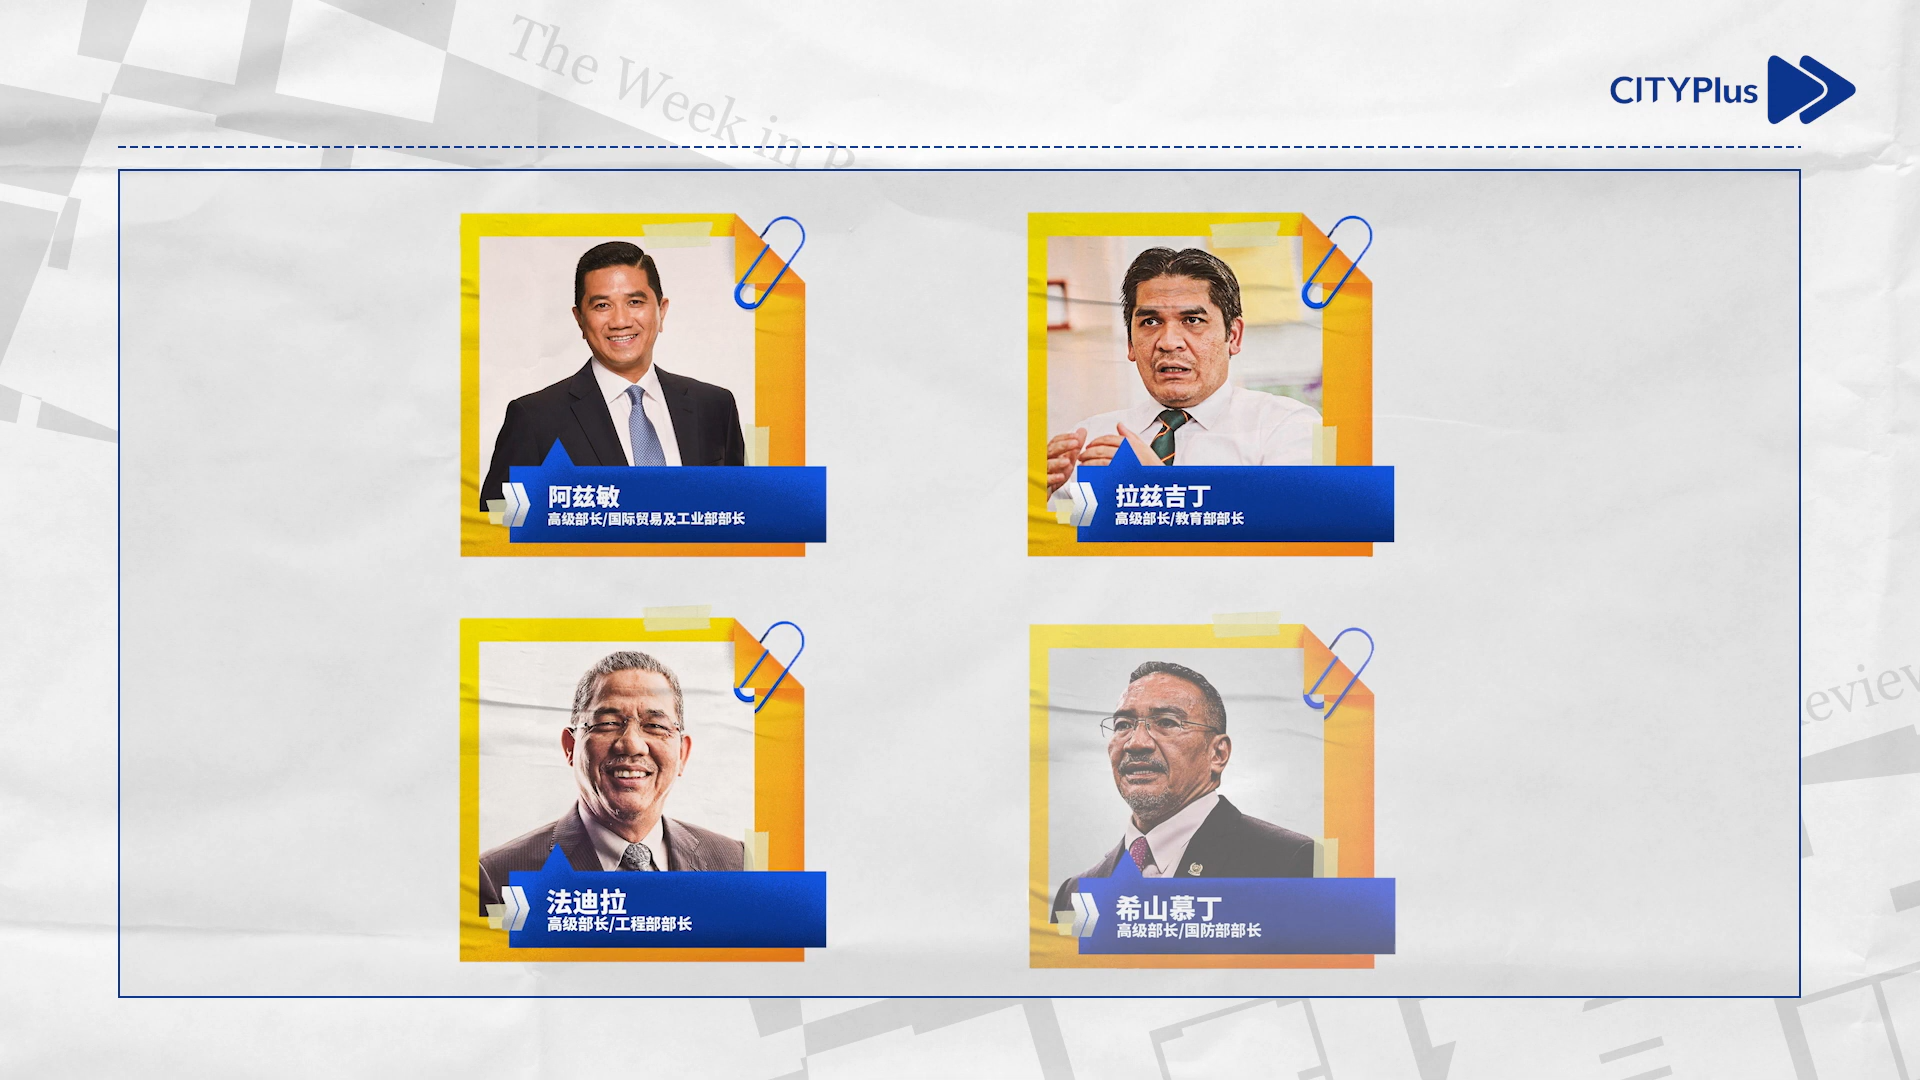 The Week in R
CITYPlus
阿兹敏
高级部长/国际贸易及工业部部长
拉兹吉丁
高级部长/教育部部长
法迪拉
高级部长/工程部部长
希山慕丁
高级部长/国防部部长
eview